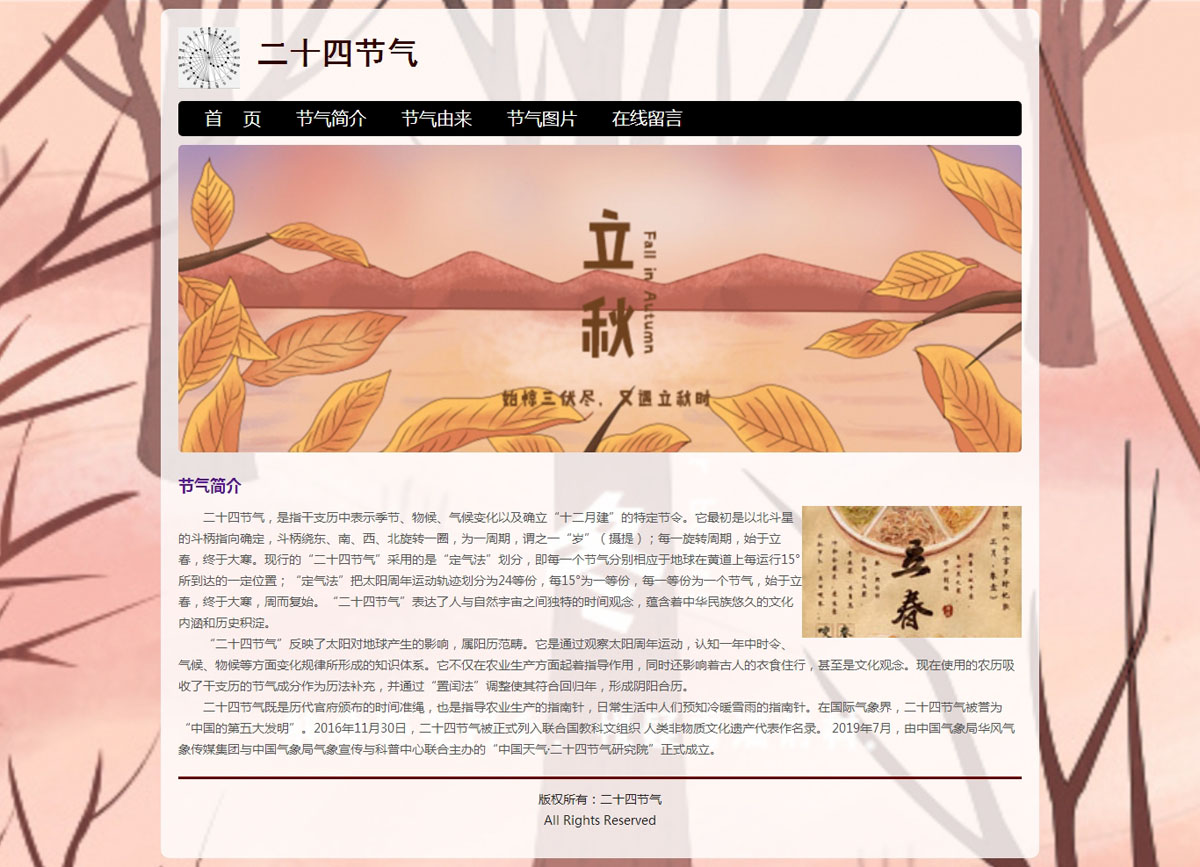 二十四节气
首 页 节气简介 节气由来 节气图片 在线留言
立秋
Fall in Autumn
始惊三伏尽，又遇立秋时
节气简介
二十四节气，是指干支历中表示季节、物候、气候变化以及确立“十二月建”的特定节令。它最初是以北斗星
的斗柄指向确定，斗柄绕东、南、西、北旋转一圈，为一周期，谓之一“岁”（摄提）；每一旋转周期，始于立
春，终于大寒。现行的“二十四节气”采用的是“定气法”划分，即每一个节气分别相应于地球在黄道上每运行15°
所到达的一定位置；“定气法”把太阳周年运动轨迹划分为24等份，每15°为一等份，每一等份为一个节气，始于立
春，终于大寒，周而复始。“二十四节气”表达了人与自然宇宙之间独特的时间观念，蕴含着中华民族悠久的文化
内涵和历史积淀。
“二十四节气”反映了太阳对地球产生的影响，属阳历范畴。它是通过观察太阳周年运动，认知一年中时令、
气候、物候等方面变化规律所形成的知识体系。它不仅在农业生产方面起着指导作用，同时还影响着古人的衣食住行，甚至是文化观念。现在使用的农历吸
收了干支历的节气成分作为历法补充，并通过“置闰法”调整使其符合回归年，形成阴阳合历。
二十四节气既是历代官府颁布的时间准绳，也是指导农业生产的指南针，日常生活中人们预知冷暖雪雨的指南针。在国际气象界，二十四节气被誉为
“中国的第五大发明”。2016年11月30日，二十四节气被正式列入联合国教科文组织 人类非物质文化遗产代表作名录。 2019年7月，由中国气象局华风气
象传媒集团与中国气象局气象宣传与科普中心联合主办的“中国天气·二十四节气研究院”正式成立。
立春
版权所有：二十四节气
All Rights Reserved